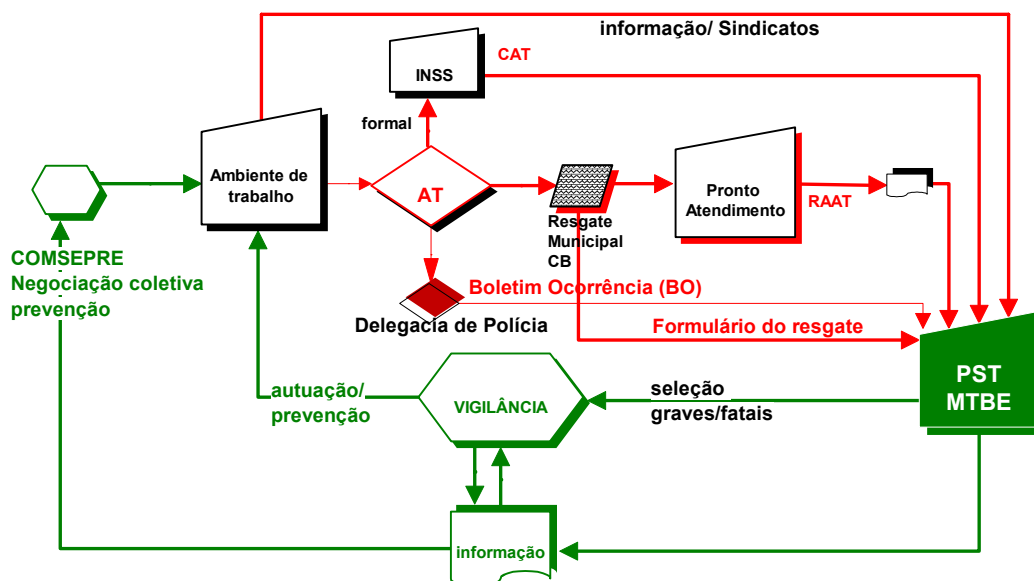 informação/ Sindicatos
CAT
INSS
formal
Ambiente de
trabalho
AT
Pronto
Atendimento
RAAT
Resgate
Municipal
CB
COMSEPRE
Negociação coletiva
prevenção
Boletim Ocorrência (BO)
Delegacia de Polícia
Formulário do resgate
PST
MTBE
autuação/
prevenção
VIGILÂNCIA
seleção
graves/fatais
informação